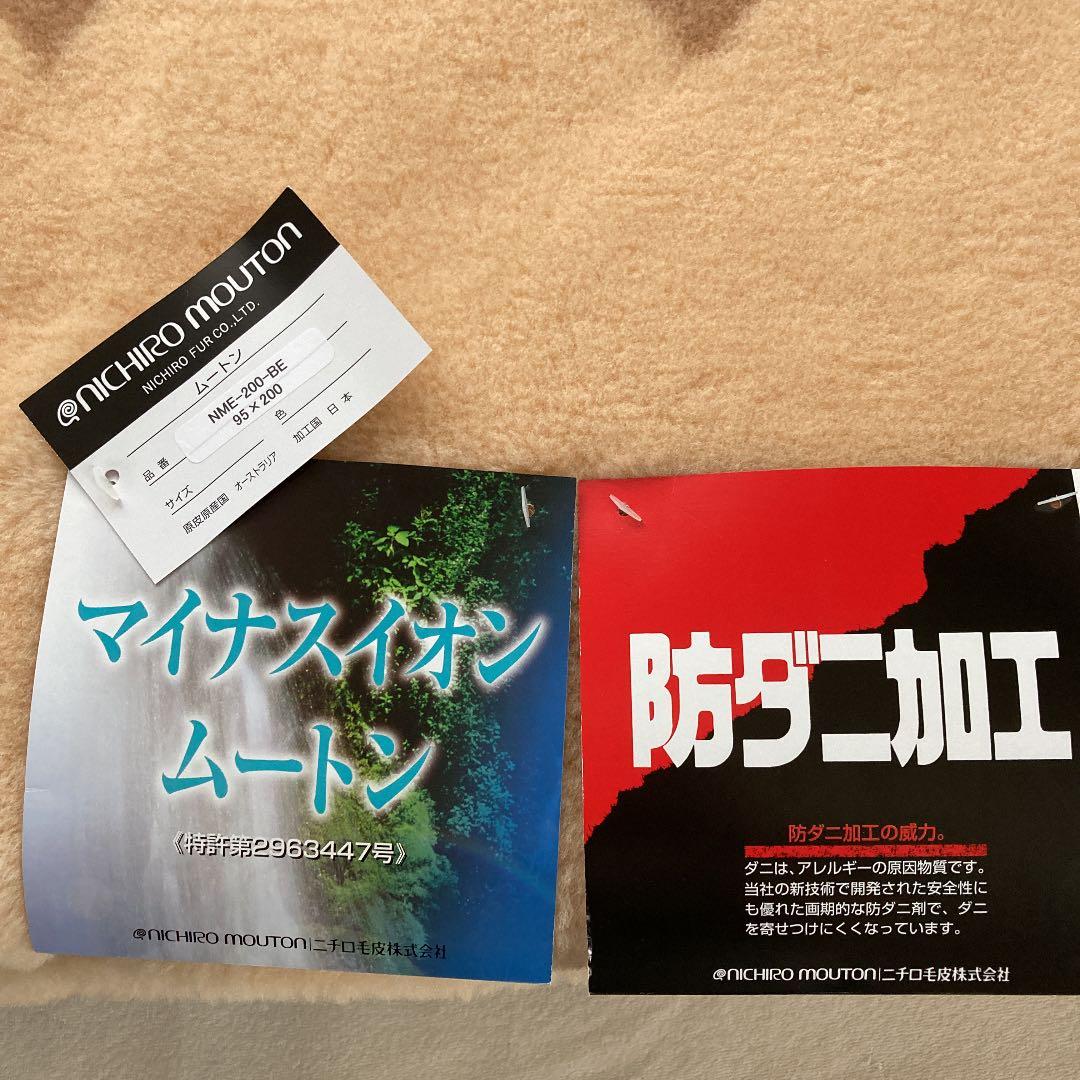 NICHIRO MOUTON
NICHIRO FUR CO.,LTD.
ムートン
品番 NME-200-BE
95×200
サイズ 色
原皮原産国 オーストラリア 加工国 日本
マイナスイオン
ムートン
《特許第2963447号》
NICHIRO MOUTON|ニチロ毛皮株式会社
防ダニ加工
防ダニ加工の威力。
ダニは、アレルギーの原因物質です。
当社の新技術で開発された安全性に
も優れた画期的な防ダニ剤で、ダニ
を寄せつけにくくなっています。
NICHIRO MOUTON|ニチロ毛皮株式会社